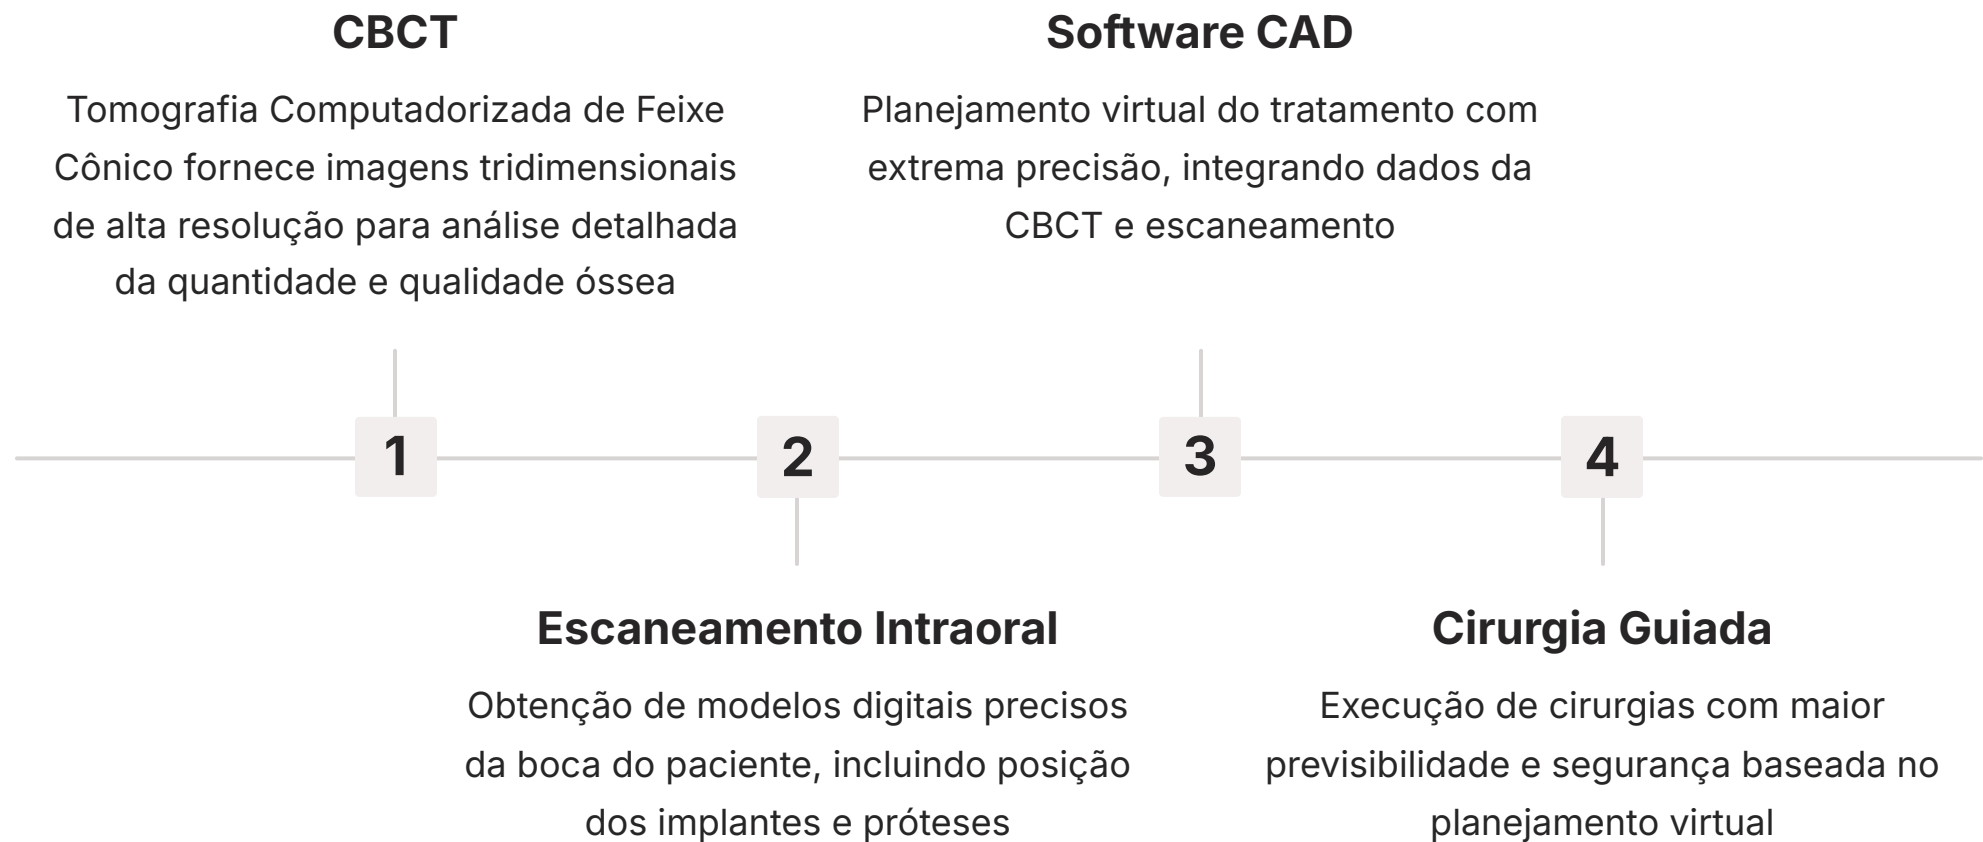 CBCT
Tomografia Computadorizada de Feixe
Cônico fornece imagens tridimensionais
de alta resolução para análise detalhada
da quantidade e qualidade óssea
Software CAD
Planejamento virtual do tratamento com
extrema precisão, integrando dados da
CBCT e escaneamento
1
2
3
4
Escaneamento Intraoral
Obtenção de modelos digitais precisos
da boca do paciente, incluindo posição
dos implantes e próteses
Cirurgia Guiada
Execução de cirurgias com maior
previsibilidade e segurança baseada no
planejamento virtual